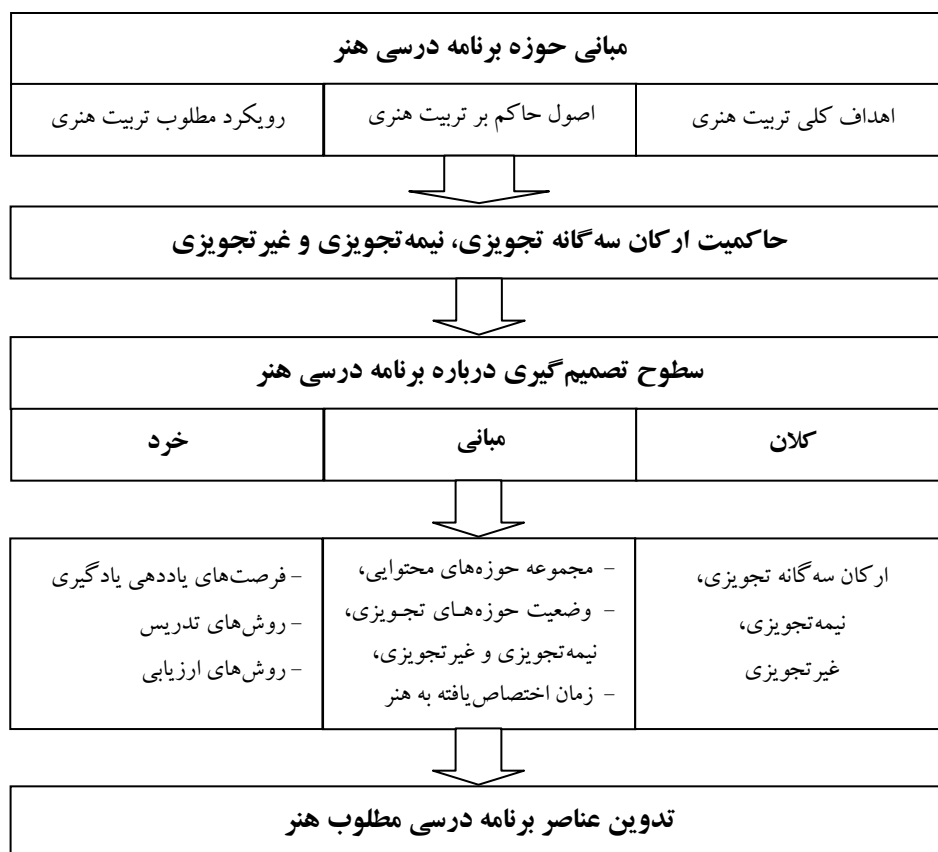 مبانی حوزه برنامه درسی هنر
اهداف کلی تربیت هنری
اصول حاکم بر تربیت هنری
رویکرد مطلوب تربیت هنری
حاکمیت ارکان سه‌گانه تجویزی، نیمه‌تجویزی و غیرتجویزی
سطوح تصمیم‌گیری درباره برنامه درسی هنر
کلان
مبانی
خرد
ارکان سه‌گانه تجویزی،
نیمه‌تجویزی،
غیرتجویزی
- مجموعه حوزه‌های محتوایی،
- وضعیت حوزه‌هـای تجـویزی،
نیمه‌تجویزی و غیرتجویزی،
- زمان اختصاص‌یافته به هنر
- فرصت‌های یاددهی یادگیری
- روش‌های تدریس
- روش‌های ارزیابی
تدوین عناصر برنامه درسی مطلوب هنر